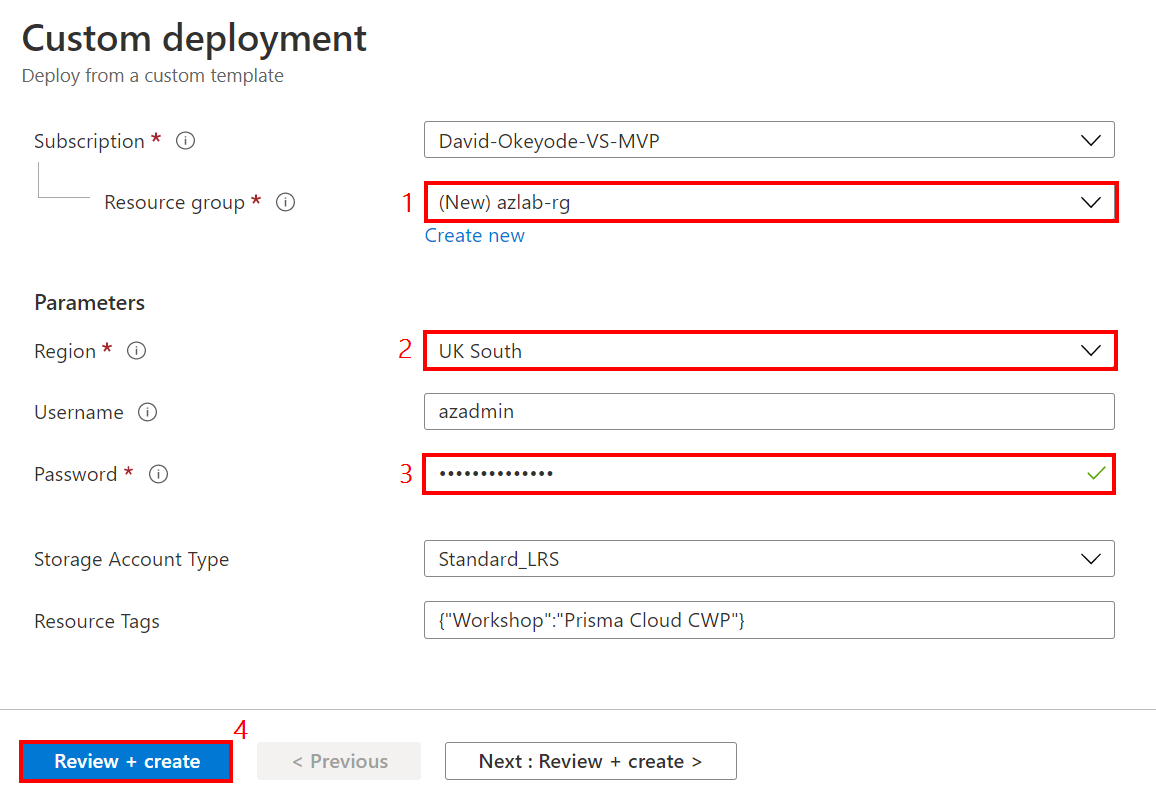 Custom deployment
Deploy from a custom template
Subscription * i David-Okeyode-VS-MVP
Resource group * i 1 (New) azlab-rg
Create new
Parameters
Region * i 2 UK South
Username i azadmin
Password * i 3 ••••••••••••••
Storage Account Type Standard_LRS
Resource Tags {"Workshop":"Prisma Cloud CWP"}
4
Review + create < Previous Next : Review + create >